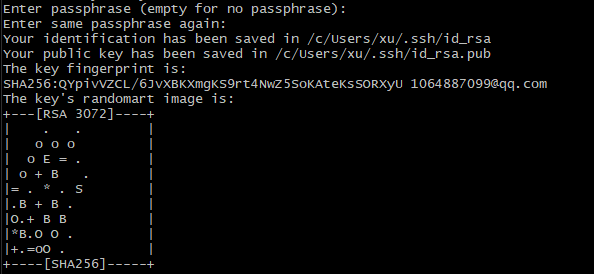 Enter passphrase (empty for no passphrase):
Enter same passphrase again:
Your identification has been saved in /c/Users/xu/.ssh/id_rsa
Your public key has been saved in /c/Users/xu/.ssh/id_rsa.pub
The key fingerprint is:
SHA256:QYpivVZCL/6JvXBKXmgKS9rt4NwZ5SoKAteKsSORXyU 1064887099@qq.com
The key's randomart image is:
+---[RSA 3072]----+
|    .   .        |
|   o o o         |
|  o E = .        |
| o + B   .       |
|= . * . S        |
|.B + B .         |
|O.+ B B          |
|*B.O O .         |
|+.=oO .          |
+----[SHA256]-----+